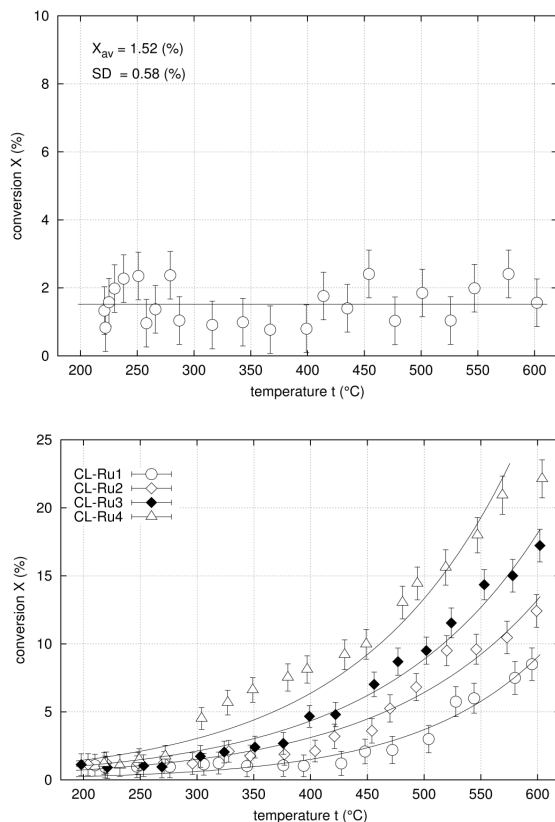 10
X_av = 1.52 (%)
SD = 0.58 (%)
8
6
4
2
0
conversion X (%)
200 250 300 350 400 450 500 550 600
temperature t (°C)
25
CL-Ru1
CL-Ru2
CL-Ru3
CL-Ru4
20
15
10
5
0
conversion X (%)
200 250 300 350 400 450 500 550 600
temperature t (°C)